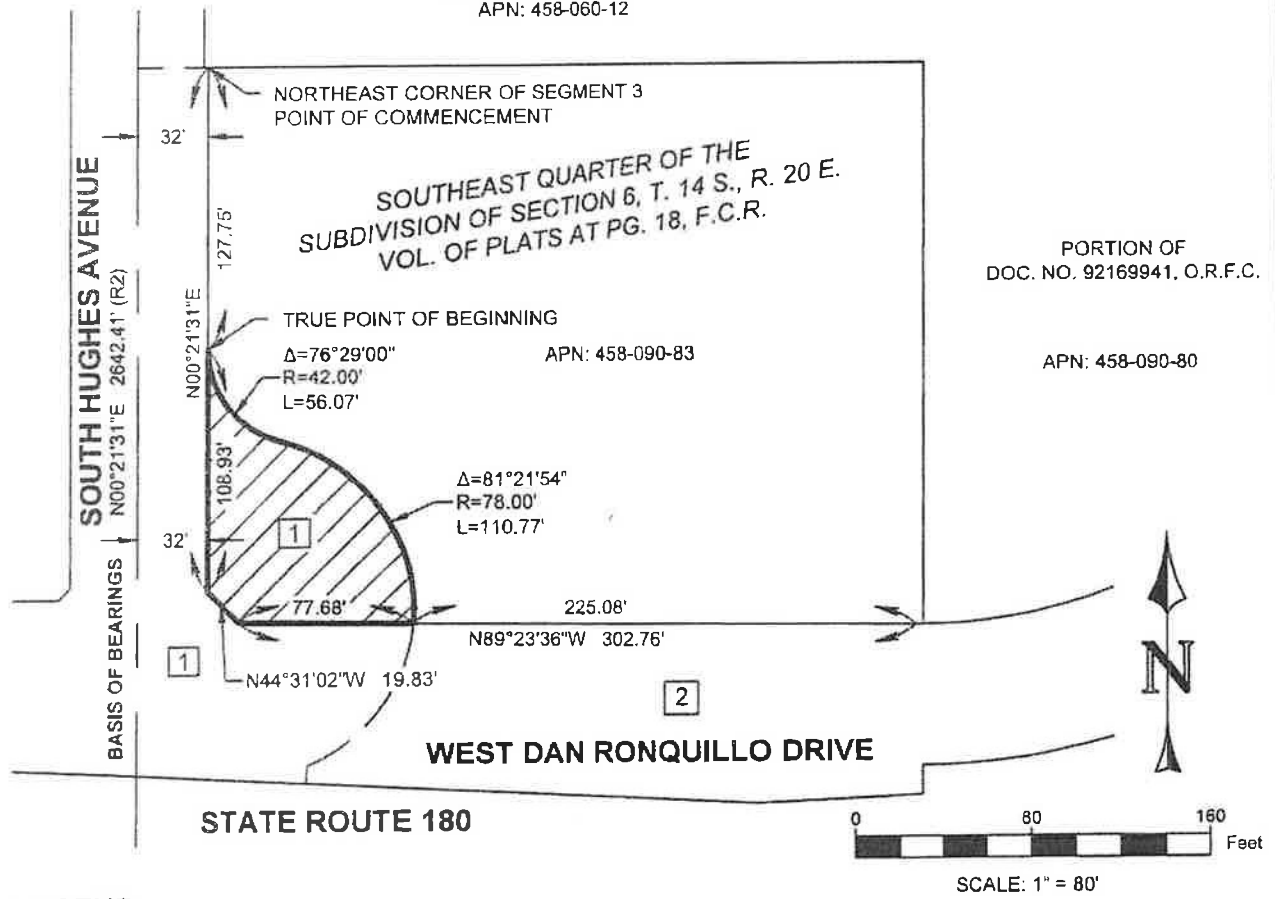 APN: 458-060-12
NORTHEAST CORNER OF SEGMENT 3
POINT OF COMMENCEMENT
32'
SOUTHEAST QUARTER OF THE
SUBDIVISION OF SECTION 6, T. 14 S., R. 20 E.
VOL. OF PLATS AT PG. 18, F.C.R.
SOUTH HUGHES AVENUE
N00°21'31"E 2642.41' (R2)
BASIS OF BEARINGS
127.75'
N00°21'31"E
PORTION OF
DOC. NO. 92169941, O.R.F.C.
TRUE POINT OF BEGINNING
Δ=76°29'00"
R=42.00'
L=56.07'
APN: 458-090-83
APN: 458-090-80
108.93'
Δ=81°21'54"
R=78.00'
L=110.77'
1
32'
77.68'
225.08'
N89°23'36"W 302.76'
1
N44°31'02"W 19.83'
2
N
WEST DAN RONQUILLO DRIVE
STATE ROUTE 180
0 80 160
Feet
SCALE: 1" = 80'